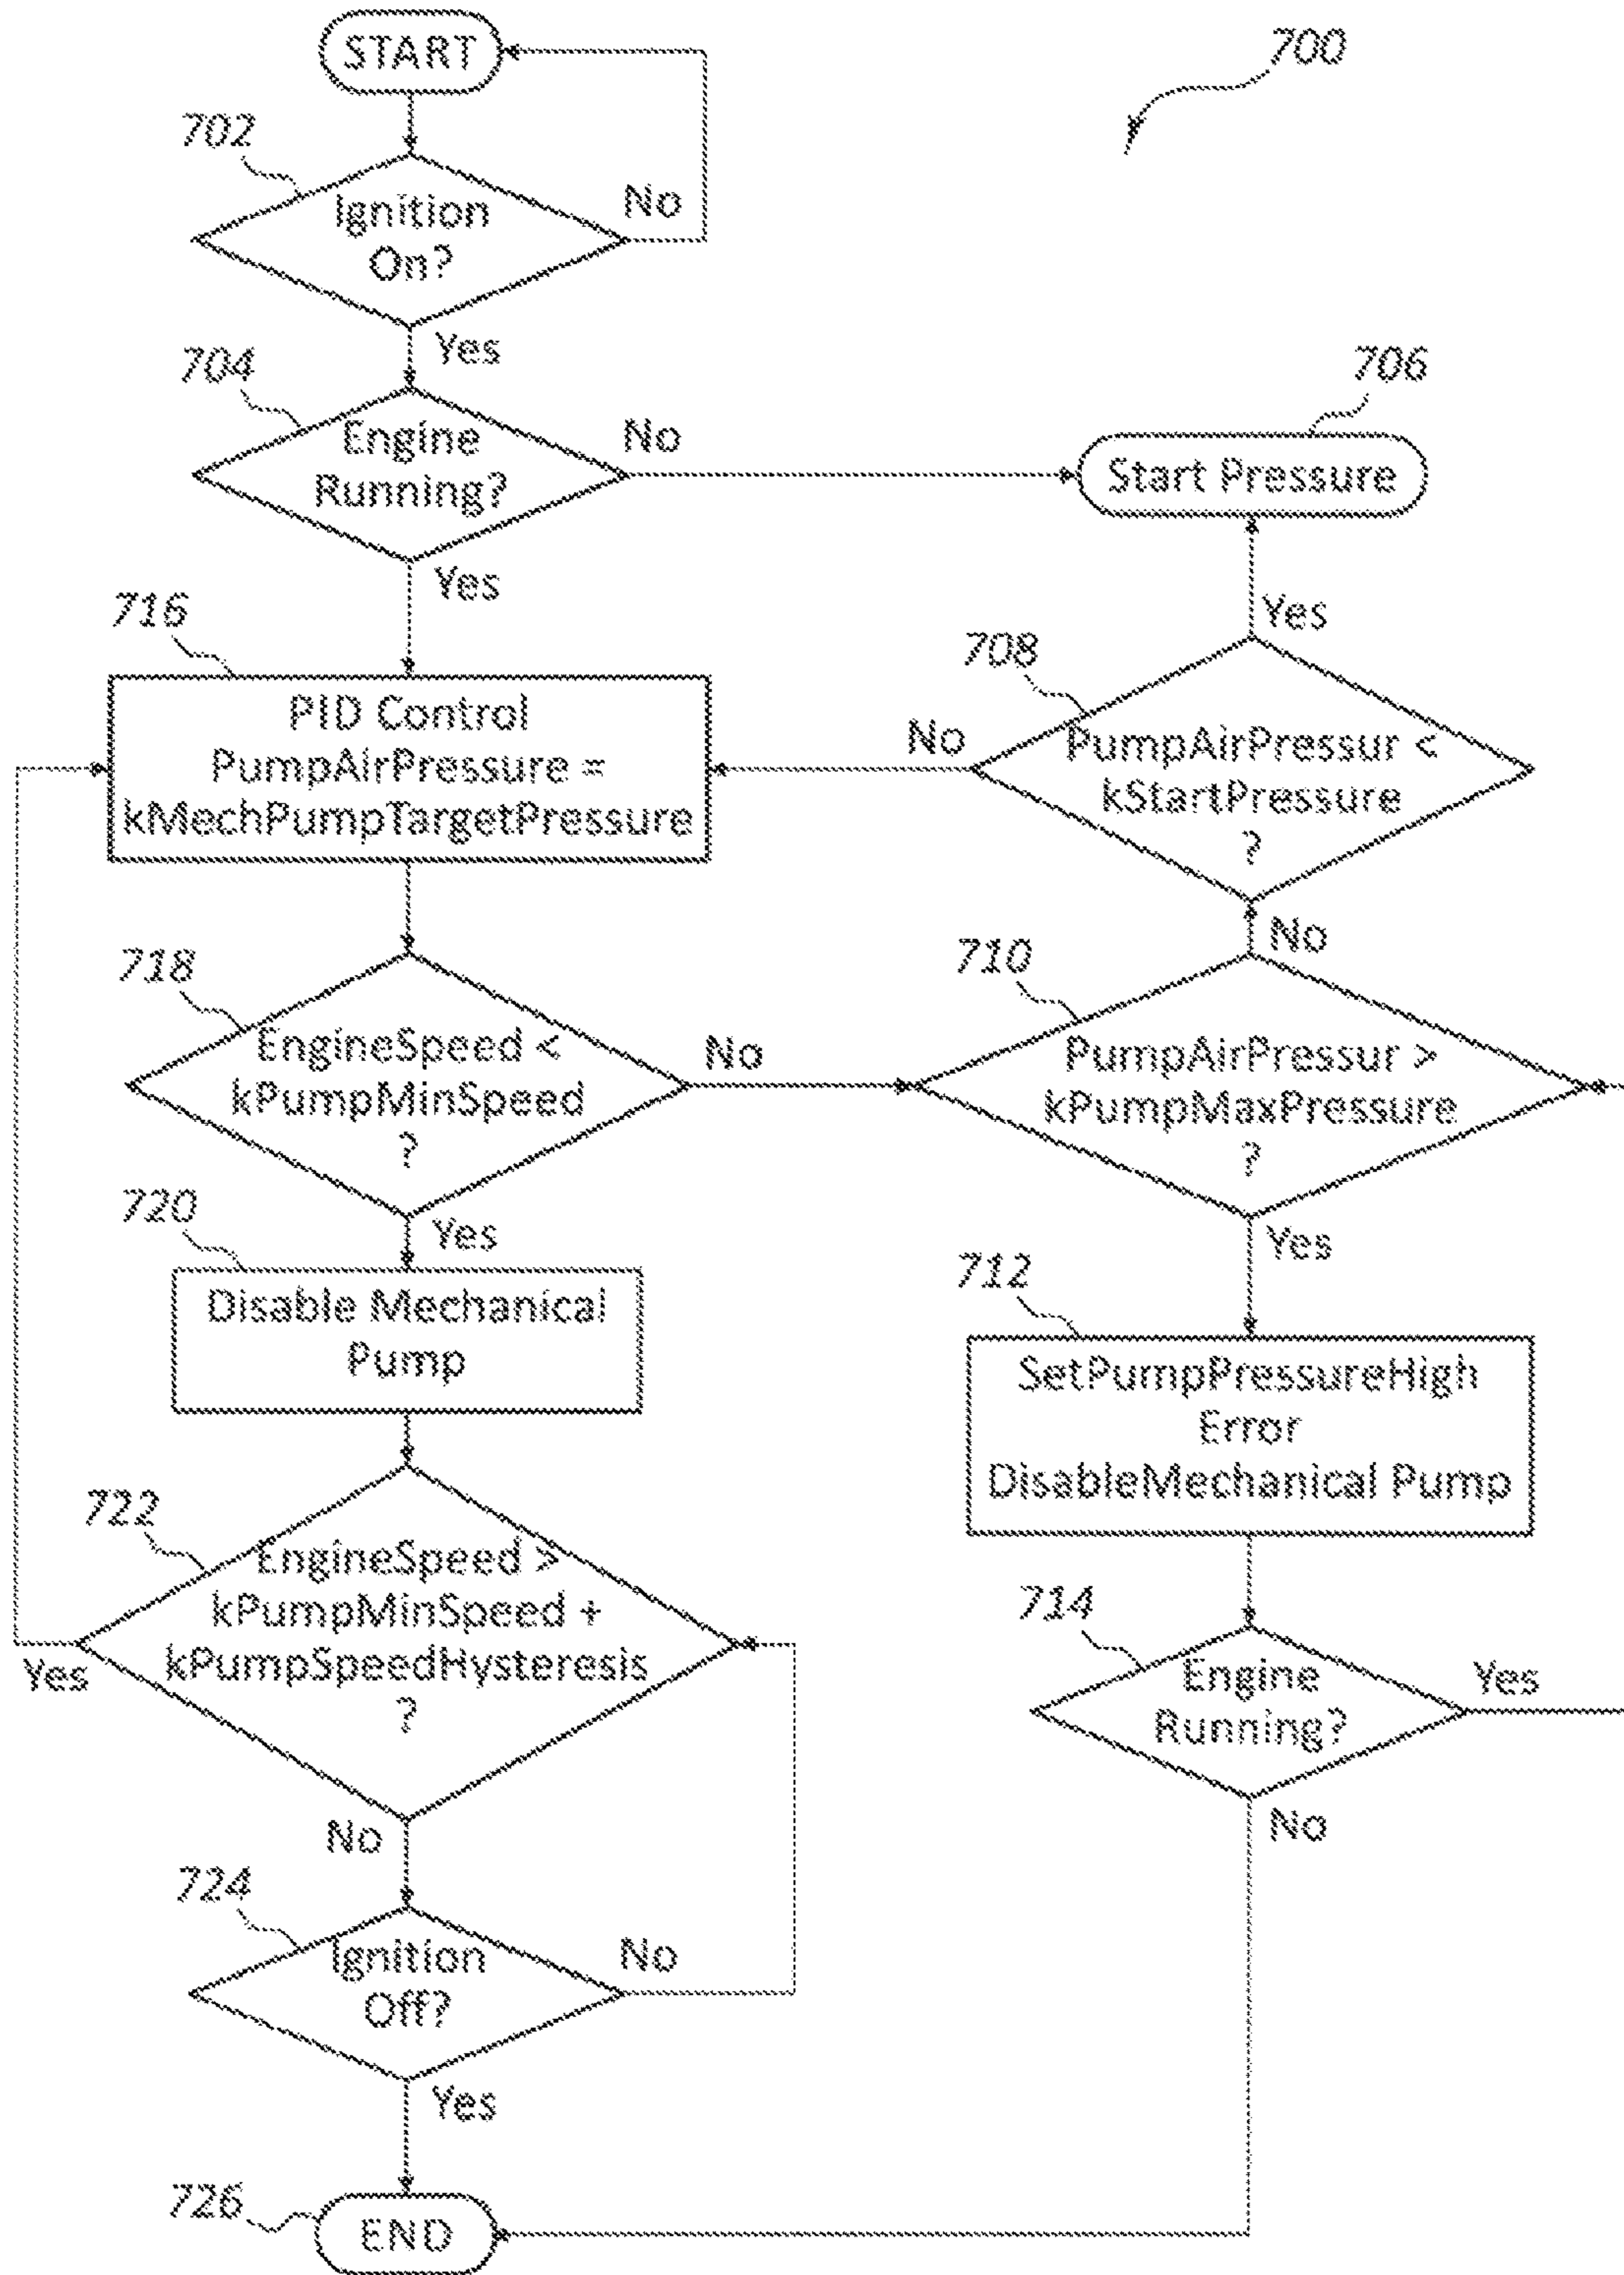 START
700
702
Ignition
On?
No
Yes
704
Engine
Running?
No
706
Start Pressure
Yes
716
PID Control
PumpAirPressure =
kMechPumpTargetPressure
Yes
708
PumpAirPressur <
kStartPressure
?
No
No
718
EngineSpeed <
kPumpMinSpeed
?
No
710
PumpAirPressur >
kPumpMaxPressure
?
Yes
Yes
720
Disable Mechanical
Pump
712
SetPumpPressureHigh
Error
DisableMechanical Pump
722
EngineSpeed >
kPumpMinSpeed +
kPumpSpeedHysteresis
?
Yes
No
714
Engine
Running?
Yes
No
724
Ignition
Off?
No
Yes
726
END